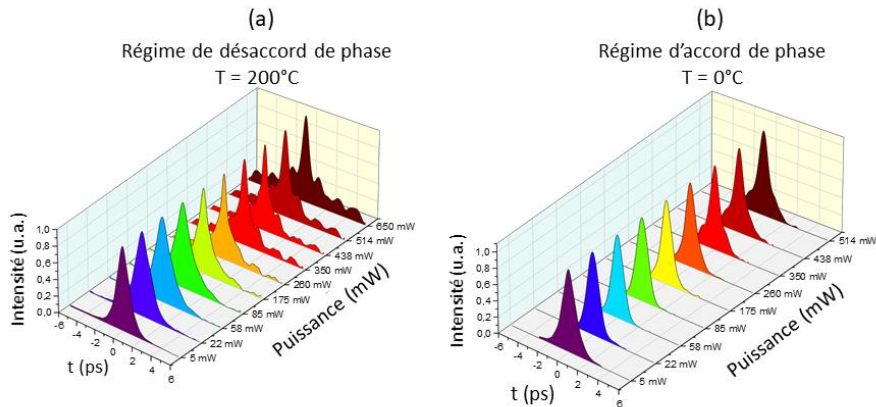 (a)
Régime de désaccord de phase
T = 200°C
Intensité (u.a.)
1,0
0,8
0,6
0,4
0,2
0,0
-6
-4
-2
0
2
4
6
t (ps)
5 mW
22 mW
58 mW
85 mW
175 mW
260 mW
350 mW
438 mW
514 mW
650 mW
Puissance (mW)
(b)
Régime d'accord de phase
T = 0°C
Intensité (u.a.)
1,0
0,8
0,6
0,4
0,2
0,0
-6
-4
-2
0
2
4
6
t (ps)
5 mW
22 mW
58 mW
85 mW
175 mW
260 mW
350 mW
438 mW
514 mW
Puissance (mW)